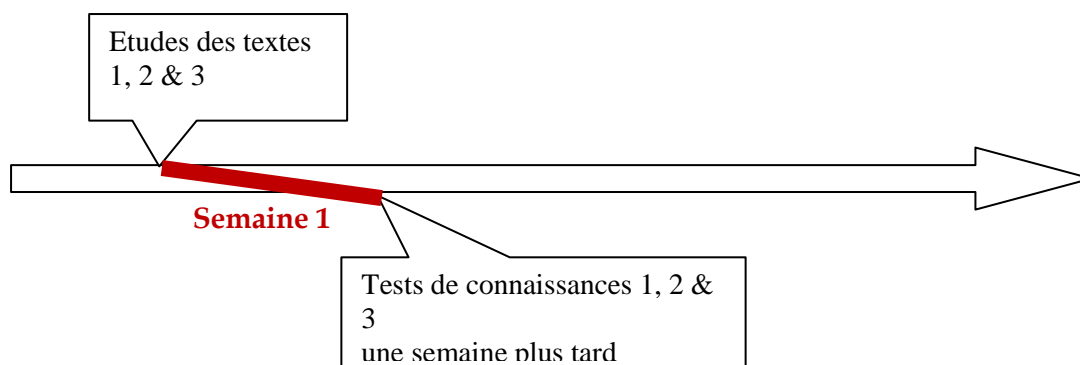 Etudes des textes
1, 2 & 3
Semaine 1
Tests de connaissances 1, 2 &
3
une semaine plus tard